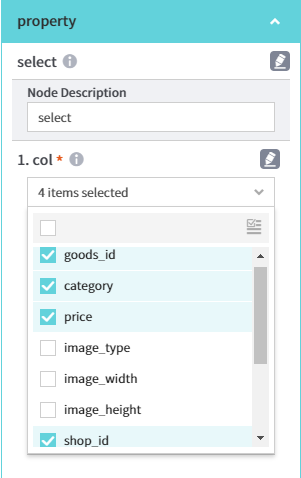 property
select
Node Description
select
1. col *
4 items selected
goods_id
category
price
image_type
image_width
image_height
shop_id